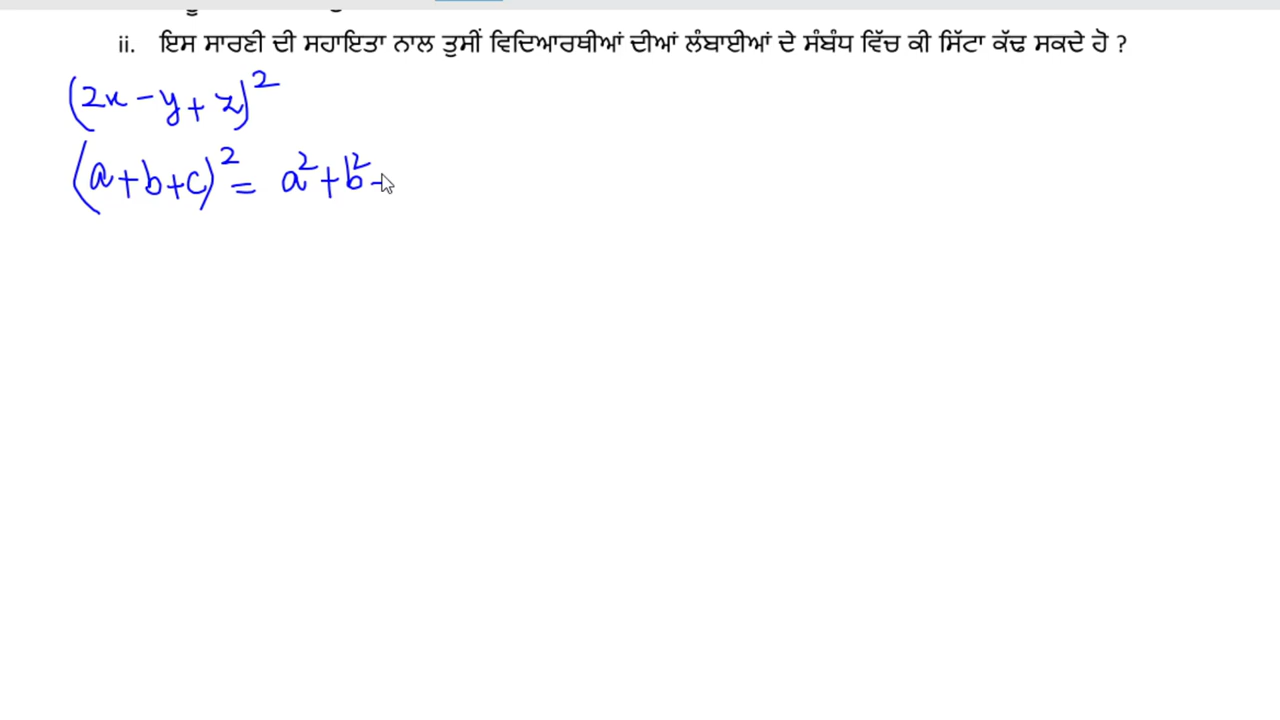 ii. ਇਸ ਸਾਰਣੀ ਦੀ ਸਹਾਇਤਾ ਨਾਲ ਤੁਸੀਂ ਵਿਦਿਆਰਥੀਆਂ ਦੀਆਂ ਲੰਬਾਈਆਂ ਦੇ ਸੰਬੰਧ ਵਿੱਚ ਕੀ ਸਿੱਟਾ ਕੱਢ ਸਕਦੇ ਹੋ ?
(2x - y + z)²
(a+b+c)² = a² + b² -